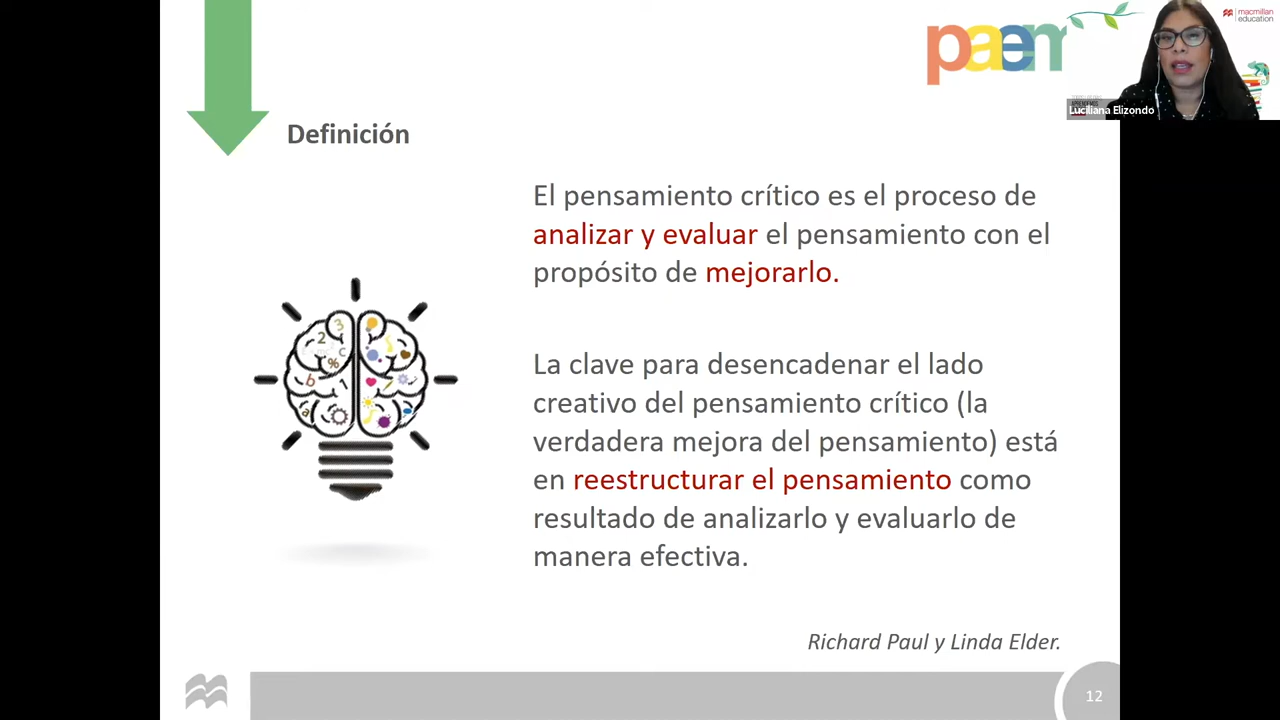 paem
macmillan
education
Luciliana Elizondo
Definición
El pensamiento crítico es el proceso de
analizar y evaluar el pensamiento con el
propósito de mejorarlo.
La clave para desencadenar el lado
creativo del pensamiento crítico (la
verdadera mejora del pensamiento) está
en reestructurar el pensamiento como
resultado de analizarlo y evaluarlo de
manera efectiva.
Richard Paul y Linda Elder.
12